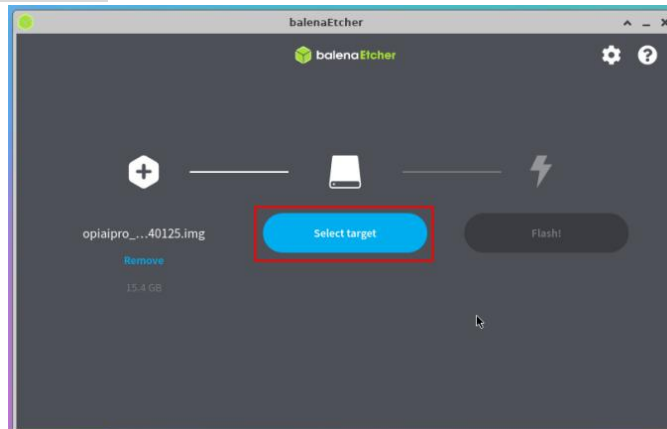 balenaEtcher
balenaEtcher
opiaipro_...40125.img
Select target
Flash!
Remove
15.4 GB